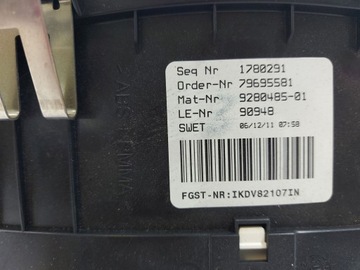 Seq Nr 1780291
Order-Nr 79695581
Mat-Nr 9280485-01
LE-Nr 90948
SWET 06/12/11 07:58
FGST-NR:IKDV82107IN